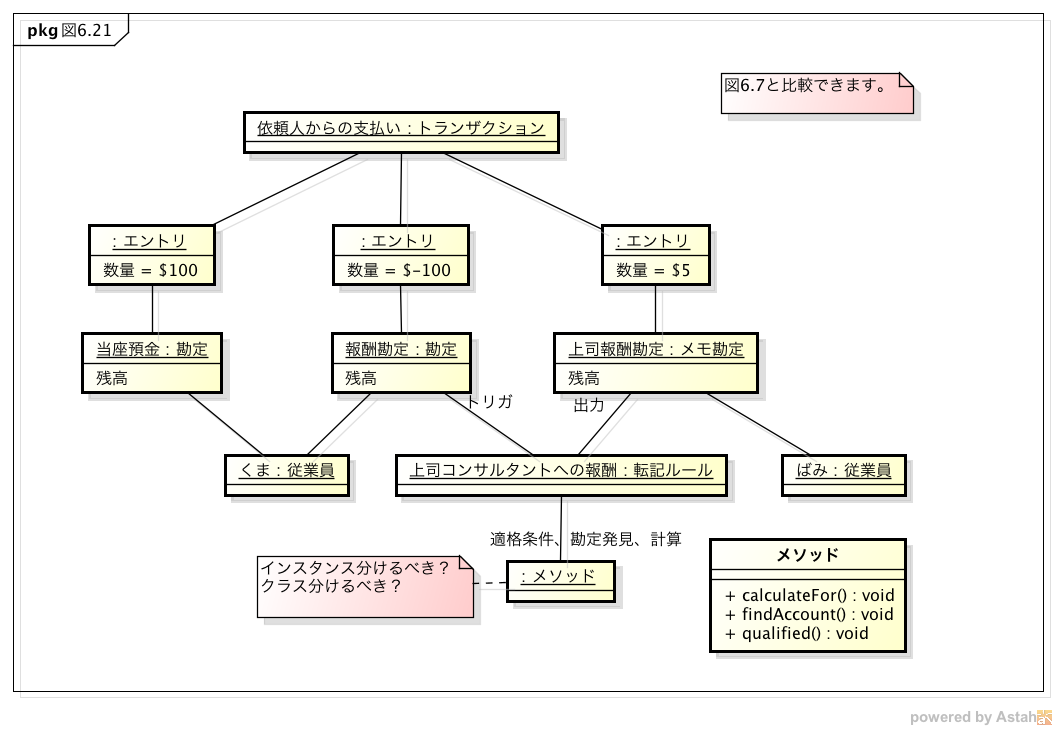 pkg 図6.21
図6.7と比較できます。
依頼人からの支払い : トランザクション
: エントリ
数量 = $100
: エントリ
数量 = $-100
: エントリ
数量 = $5
当座預金 : 勘定
残高
報酬勘定 : 勘定
残高
上司報酬勘定 : メモ勘定
残高
トリガ
出力
くま : 従業員
上司コンサルタントへの報酬 : 転記ルール
ばみ : 従業員
適格条件、勘定発見、計算
インスタンス分けるべき？
クラス分けるべき？
: メソッド
メソッド
+ calculateFor() : void
+ findAccount() : void
+ qualified() : void
powered by Astah